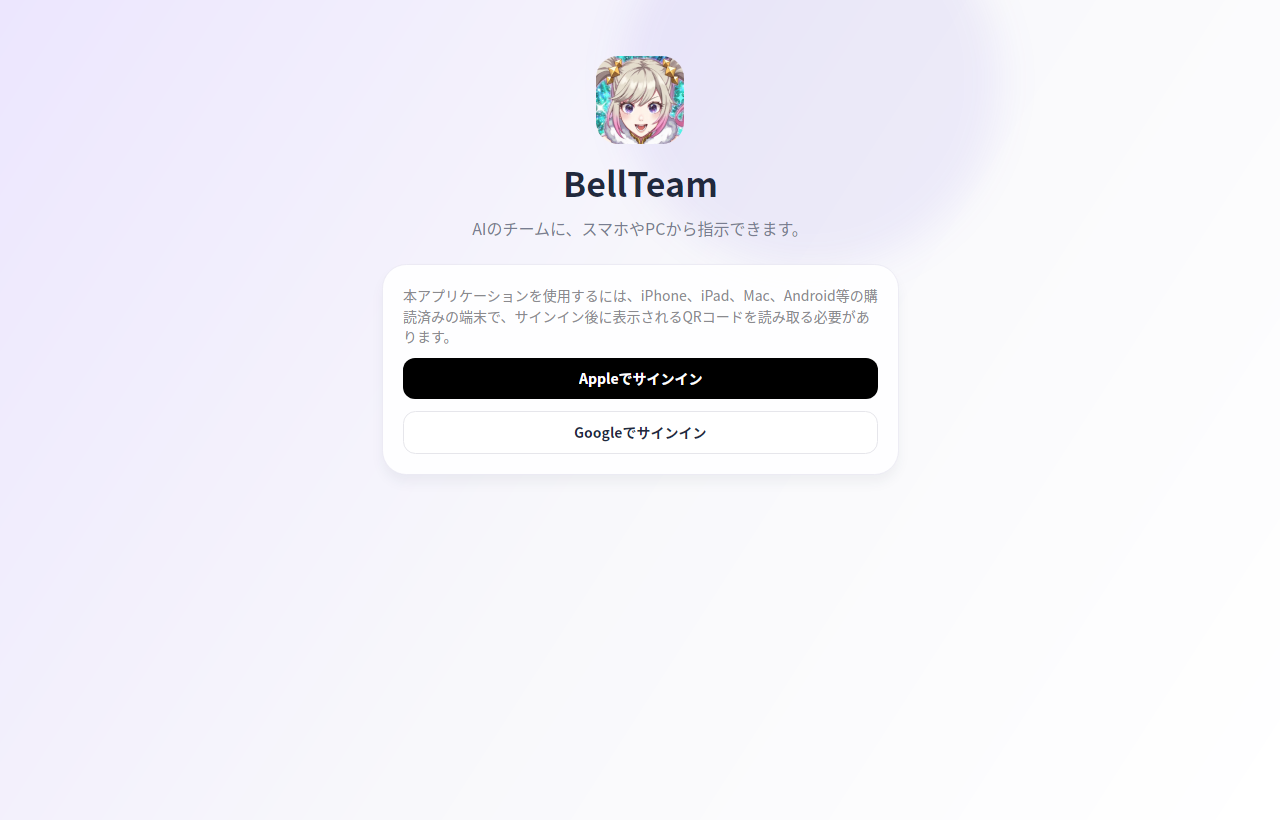 BellTeam
AIのチームに、スマホやPCから指示できます。
本アプリケーションを使用するには、iPhone、iPad、Mac、Android等の購
読済みの端末で、サインイン後に表示されるQRコードを読み取る必要があ
ります。
Appleでサインイン
Googleでサインイン